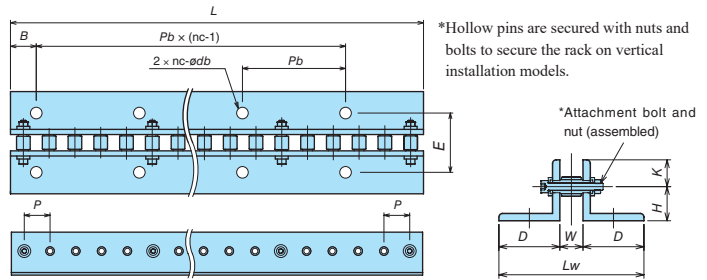 L
B
Pb × (nc-1)
2 × nc-ødb
Pb
E
*Hollow pins are secured with nuts and
bolts to secure the rack on vertical
installation models.
*Attachment bolt and
nut (assembled)
K
H
D
W
D
Lw
P
P